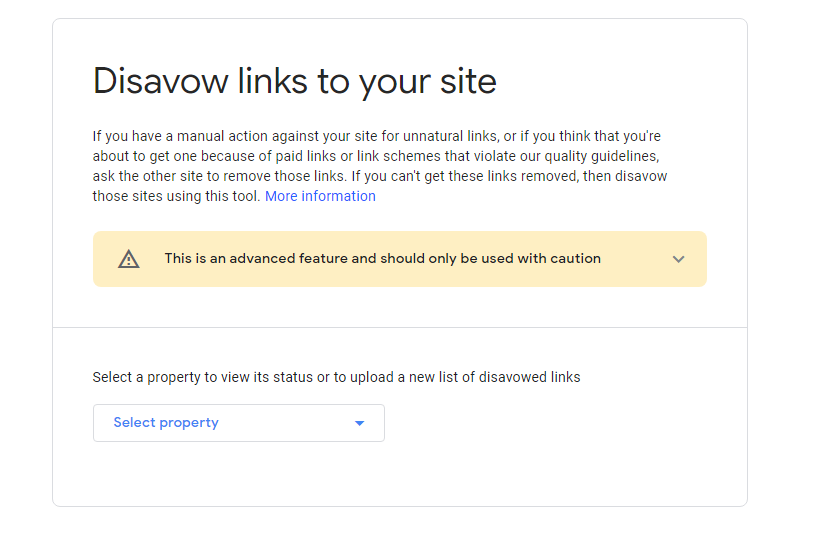 Disavow links to your site
If you have a manual action against your site for unnatural links, or if you think that you're
about to get one because of paid links or link schemes that violate our quality guidelines,
ask the other site to remove those links. If you can't get these links removed, then disavow
those sites using this tool. More information
This is an advanced feature and should only be used with caution
Select a property to view its status or to upload a new list of disavowed links
Select property